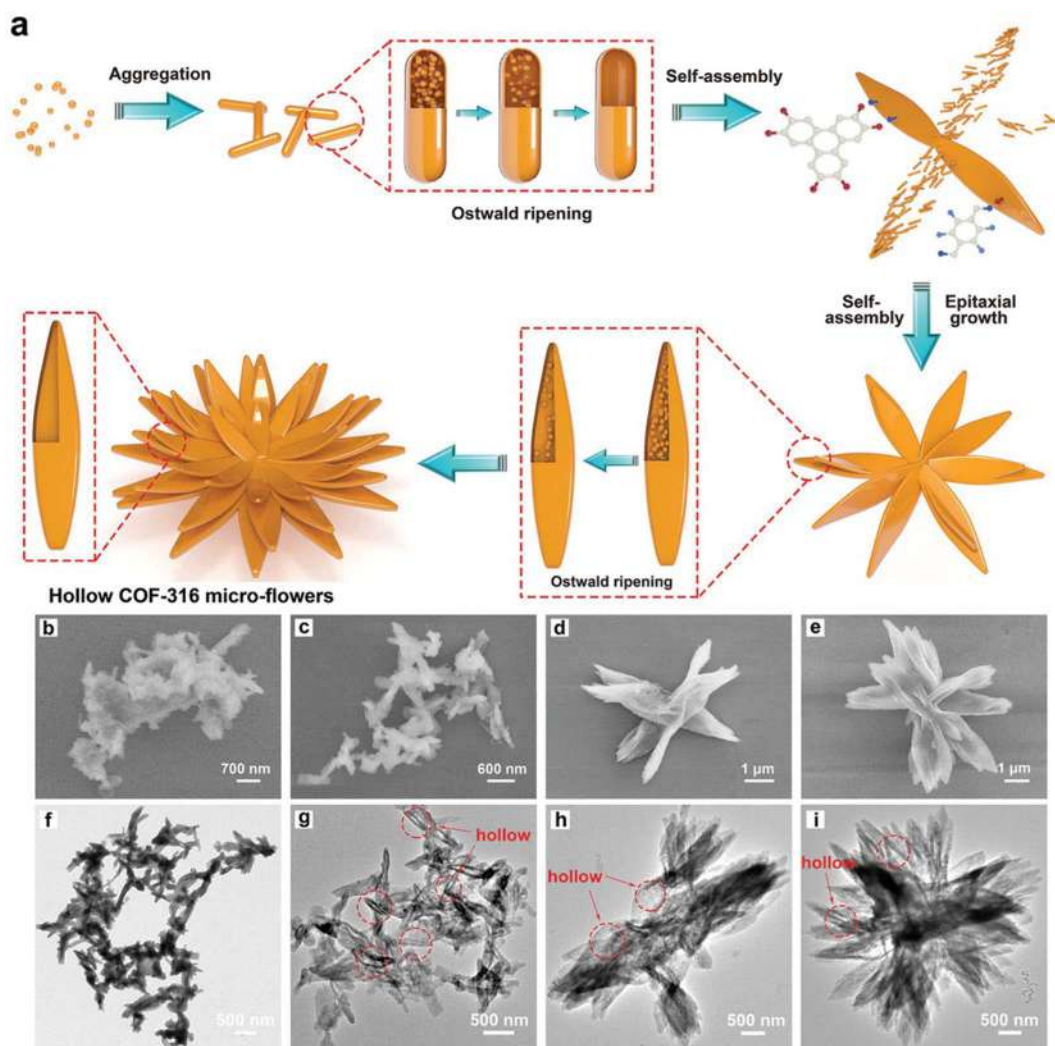 a
Aggregation
Self-assembly
Ostwald ripening
Self-
assembly
Epitaxial
growth
Ostwald ripening
Hollow COF-316 micro-flowers
b
700 nm
c
600 nm
d
1 µm
e
1 µm
f
500 nm
g
hollow
500 nm
h
hollow
500 nm
i
hollow
500 nm